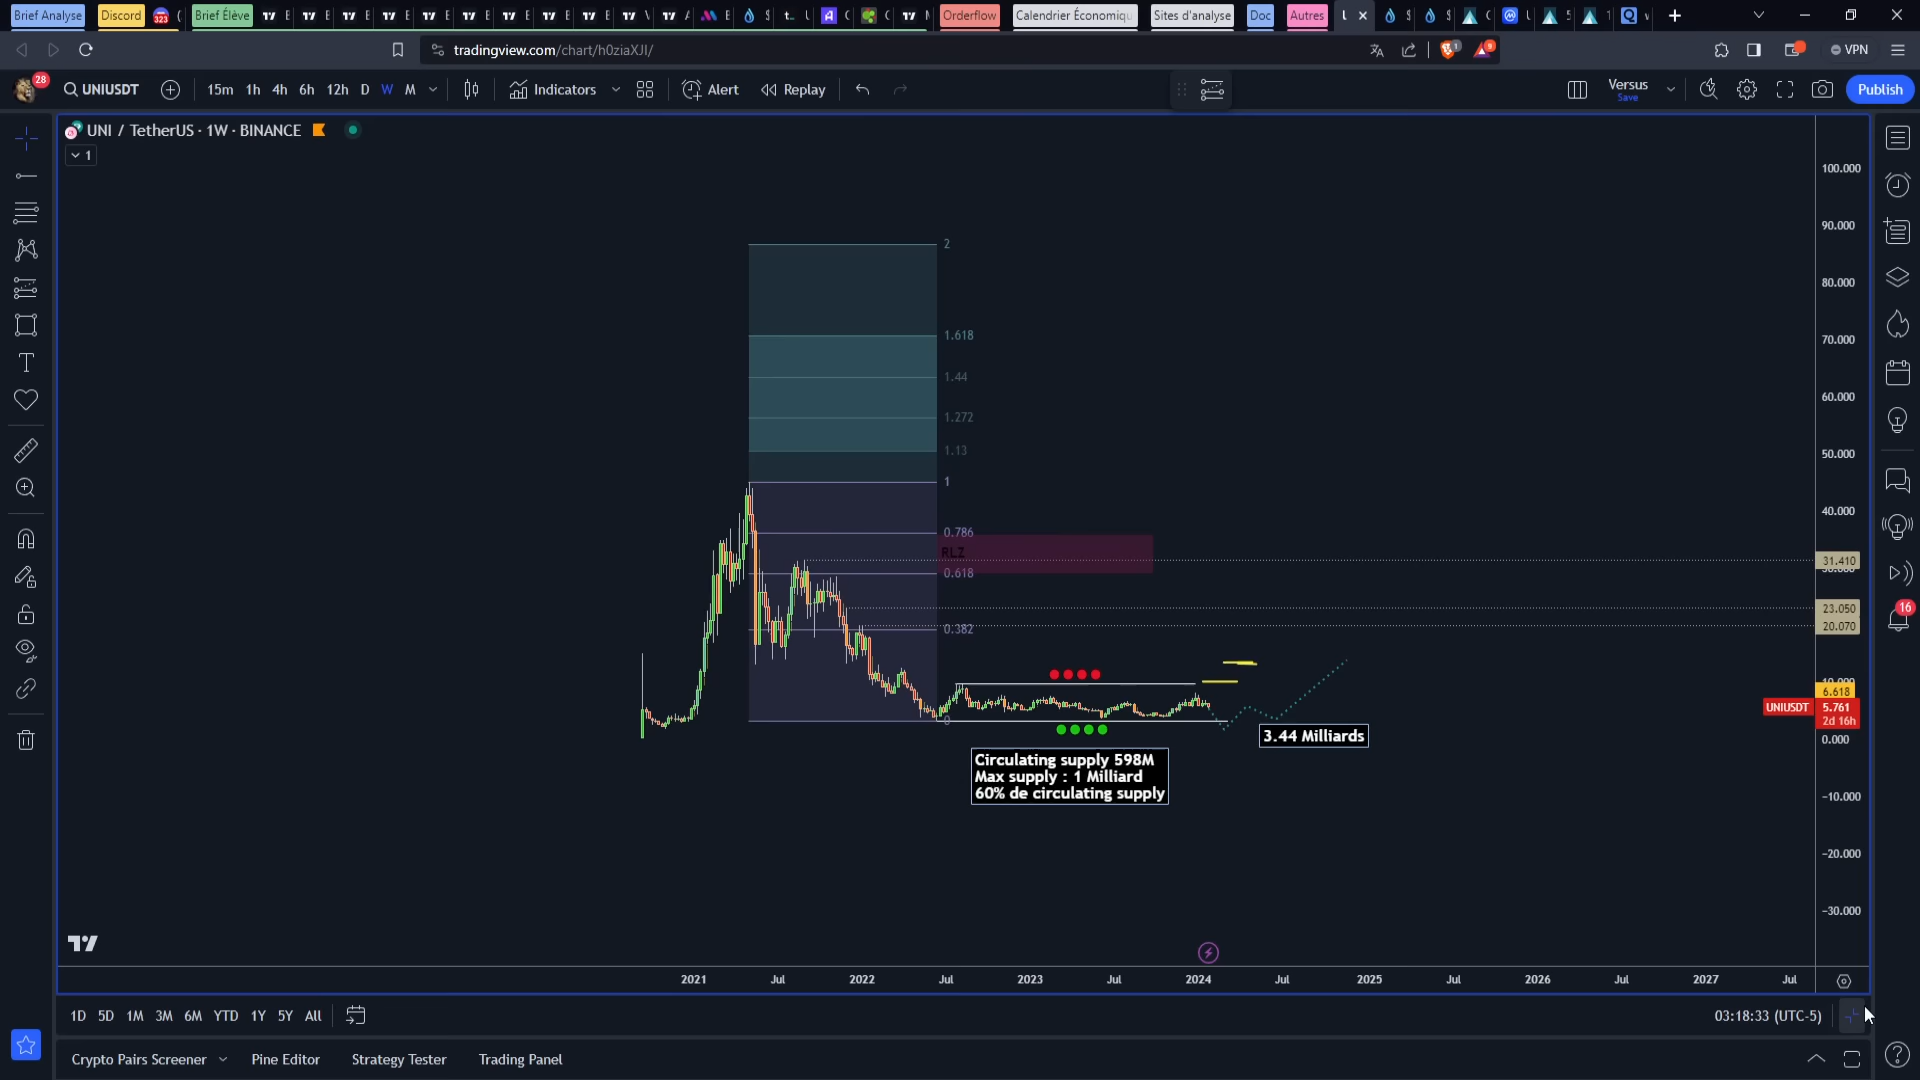 Brief Analyse
Discord
323
Brief Élève
Orderflow
Calendrier Économiqu
Sites d'analyse
Doc
Autres
tradingview.com/chart/h0ziaXJI/
1
9
VPN
28
UNIUSDT
15m
1h
4h
6h
12h
D
W
M
Indicators
Alert
Replay
Versus
Save
Publish
UNI / TetherUS · 1W · BINANCE
1
100.000
90.000
80.000
70.000
60.000
50.000
40.000
31.410
23.050
20.070
6.618
UNIUSDT 5.761
2d 16h
0.000
−10.000
−20.000
−30.000
2
1.618
1.44
1.272
1.13
1
0.786
RLZ
0.618
0.382
0
3.44 Milliards
Circulating supply 598M
Max supply : 1 Milliard
60% de circulating supply
16
2021
Jul
2022
Jul
2023
Jul
2024
Jul
2025
Jul
2026
Jul
2027
Jul
1D
5D
1M
3M
6M
YTD
1Y
5Y
All
03:18:33 (UTC-5)
Crypto Pairs Screener
Pine Editor
Strategy Tester
Trading Panel